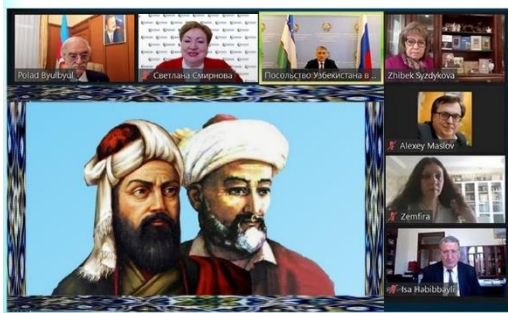 Polad Byulbyul
Светлана Смирнова
Посольство Узбекистана в ...
Zhibek Syzdykova
Alexey Maslov
Zemfira
Isa Habibbayli